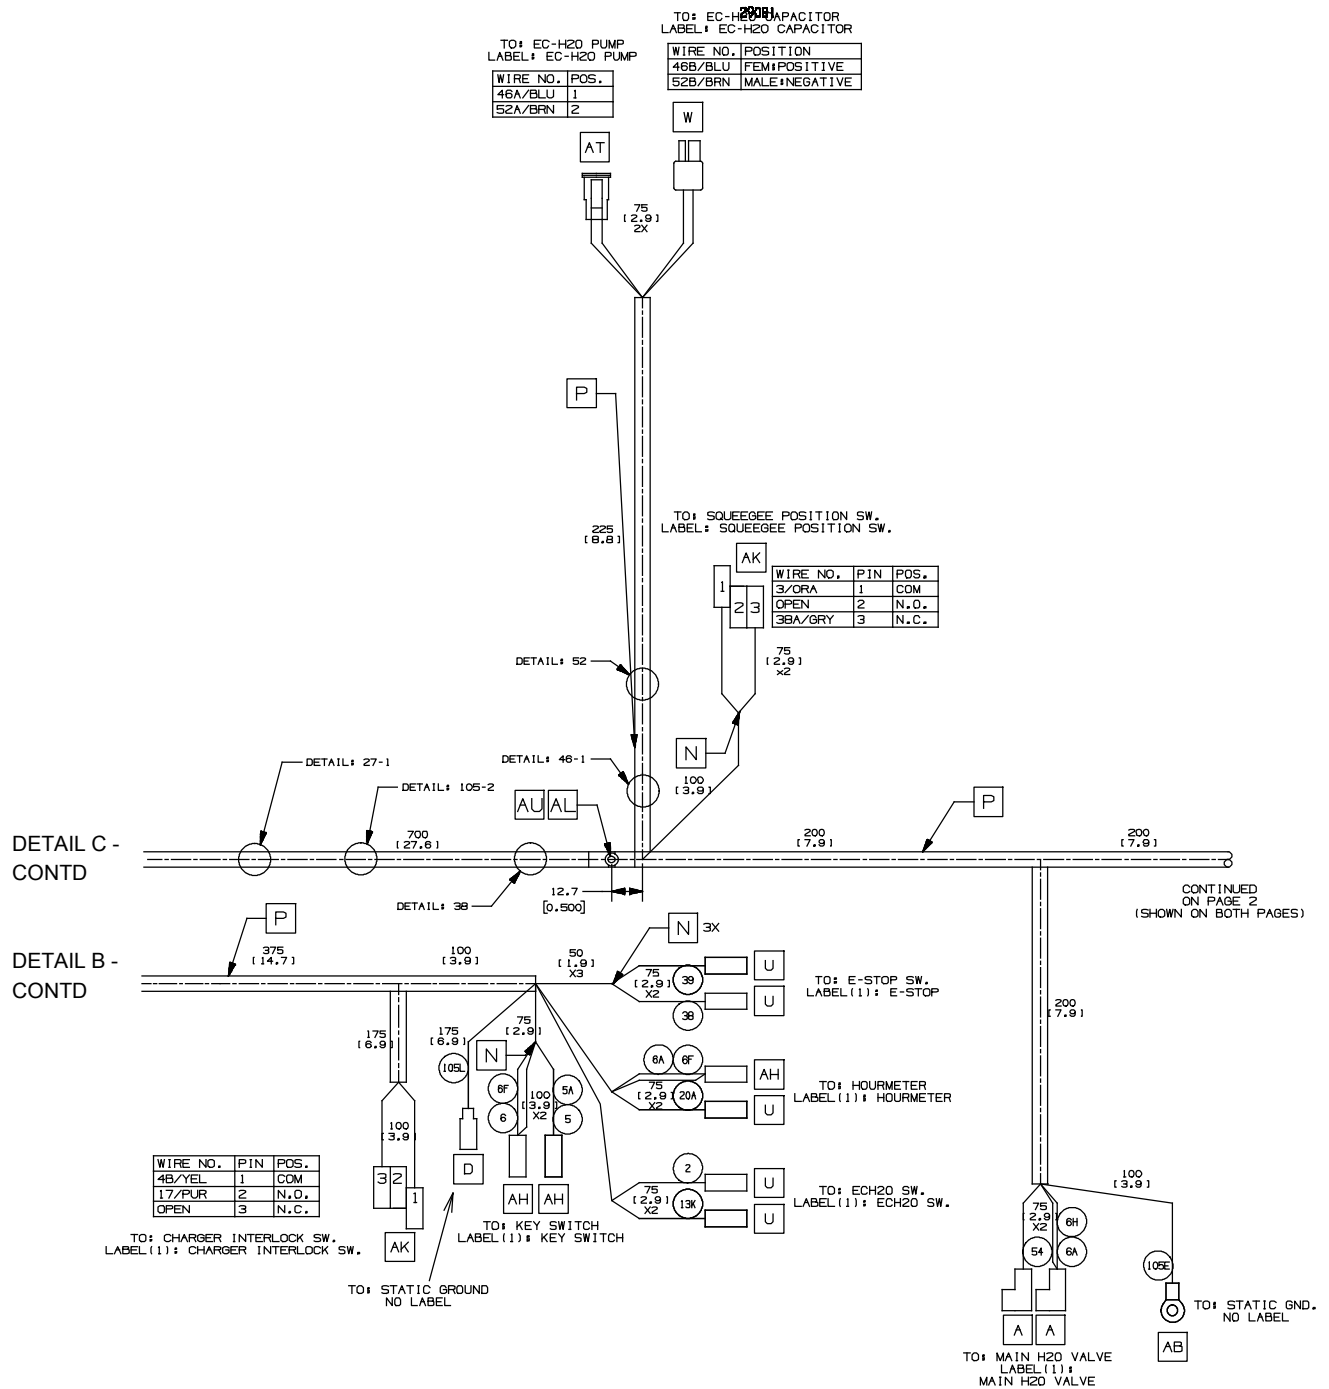 TO: EC-H2O CAPACITOR
LABEL: EC-H2O CAPACITOR
WIRE NO. POSITION
46B/BLU FEM:POSITIVE
52B/BRN MALE:NEGATIVE
W
TO: EC-H2O PUMP
LABEL: EC-H2O PUMP
WIRE NO. POS.
46A/BLU 1
52A/BRN 2
AT
75
[2.9]
2X
P
225
[8.8]
TO: SQUEEGEE POSITION SW.
LABEL: SQUEEGEE POSITION SW.
AK
1
2 3
WIRE NO. PIN POS.
3/ORA 1 COM
OPEN 2 N.O.
38A/GRY 3 N.C.
75
[2.9]
x2
DETAIL: 52
N
DETAIL: 46-1
100
[3.9]
DETAIL: 27-1
DETAIL: 105-2
AU AL
P
DETAIL C -
CONTD
700
[27.6]
200
[7.9]
200
[7.9]
12.7
[0.500]
DETAIL: 38
CONTINUED
ON PAGE 2
(SHOWN ON BOTH PAGES)
P
N 3X
DETAIL B -
CONTD
375
[14.7]
100
[3.9]
50
[1.9]
X3
75
[2.9]
X2
39
38
U
U
TO: E-STOP SW.
LABEL(1): E-STOP
175
[6.9]
175
[6.9]
75
[2.9]
200
[7.9]
N
105L
6F
6
100
[3.9]
X2
5A
5
6A 6F
75
[2.9]
X2
20A
AH
U
TO: HOURMETER
LABEL(1): HOURMETER
100
[3.9]
3 2
1
AK
WIRE NO. PIN POS.
4B/YEL 1 COM
17/PUR 2 N.O.
OPEN 3 N.C.
TO: CHARGER INTERLOCK SW.
LABEL(1): CHARGER INTERLOCK SW.
D
AH AH
TO: KEY SWITCH
LABEL(1): KEY SWITCH
TO: STATIC GROUND
NO LABEL
2
75
[2.9]
X2
13K
U
U
TO: ECH2O SW.
LABEL(1): ECH2O SW.
100
[3.9]
75
[2.9]
X2
6H
54
6A
105E
A A
TO: MAIN H2O VALVE
LABEL(1):
MAIN H2O VALVE
TO: STATIC GND.
NO LABEL
AB